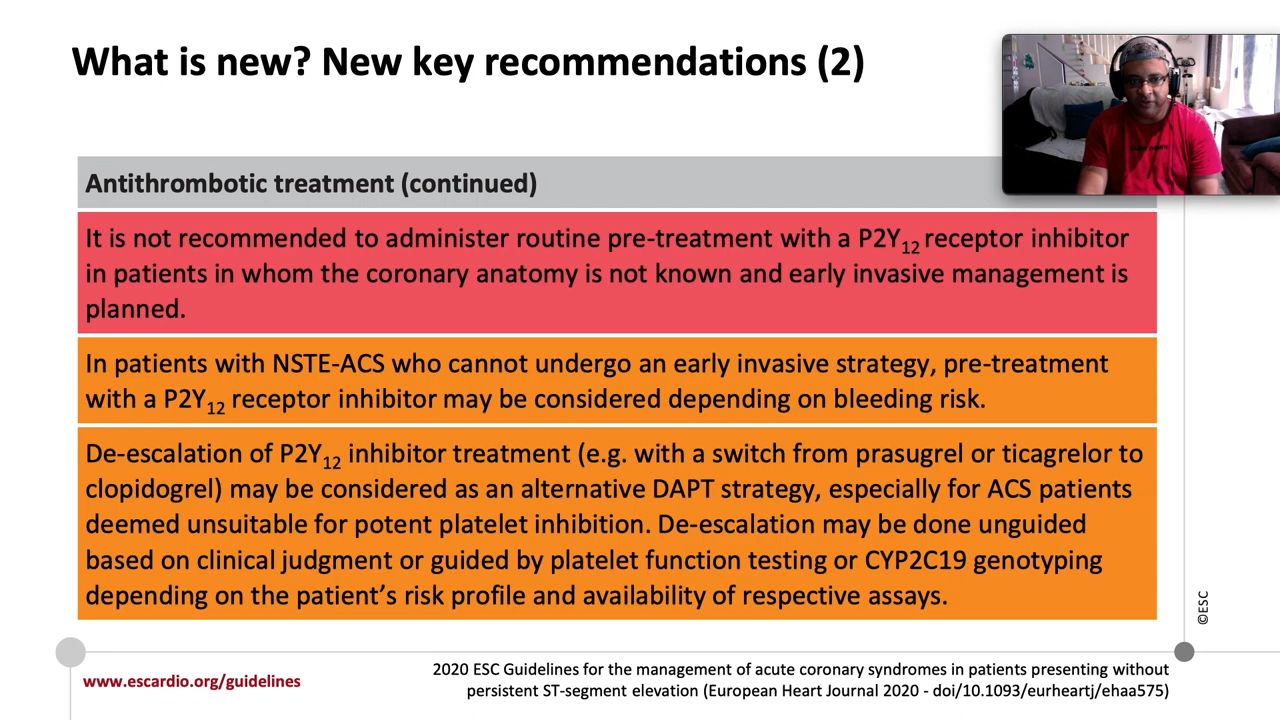 What is new? New key recommendations (2)
Antithrombotic treatment (continued)
It is not recommended to administer routine pre-treatment with a P2Y12 receptor inhibitor
in patients in whom the coronary anatomy is not known and early invasive management is
planned.
In patients with NSTE-ACS who cannot undergo an early invasive strategy, pre-treatment
with a P2Y12 receptor inhibitor may be considered depending on bleeding risk.
De-escalation of P2Y12 inhibitor treatment (e.g. with a switch from prasugrel or ticagrelor to
clopidogrel) may be considered as an alternative DAPT strategy, especially for ACS patients
deemed unsuitable for potent platelet inhibition. De-escalation may be done unguided
based on clinical judgment or guided by platelet function testing or CYP2C19 genotyping
depending on the patient's risk profile and availability of respective assays.
©ESC
www.escardio.org/guidelines
2020 ESC Guidelines for the management of acute coronary syndromes in patients presenting without
persistent ST-segment elevation (European Heart Journal 2020 - doi/10.1093/eurheartj/ehaa575)